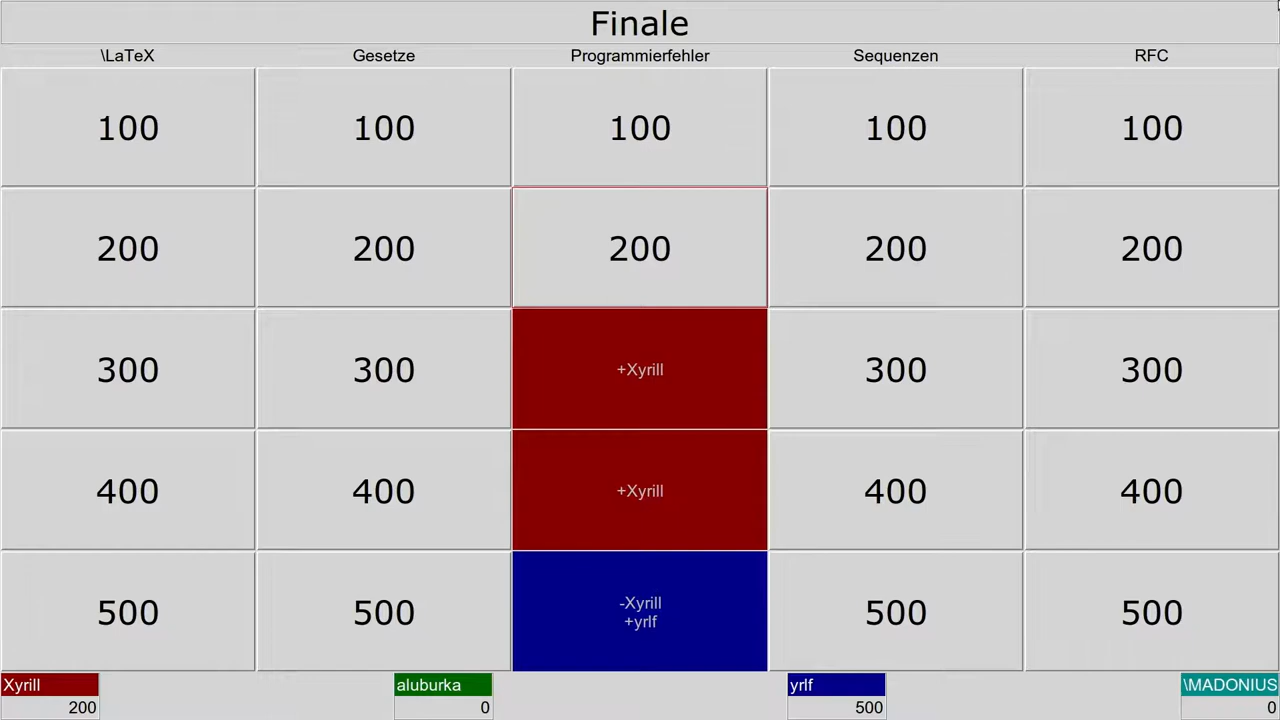 Finale
\LaTeX Gesetze Programmierfehler Sequenzen RFC
100 100 100 100 100
200 200 200 200 200
300 300 +Xyrill 300 300
400 400 +Xyrill 400 400
500 500 -Xyrill +yrlf 500 500
Xyrill aluburka yrlf \MADONIUS
200 0 500 0